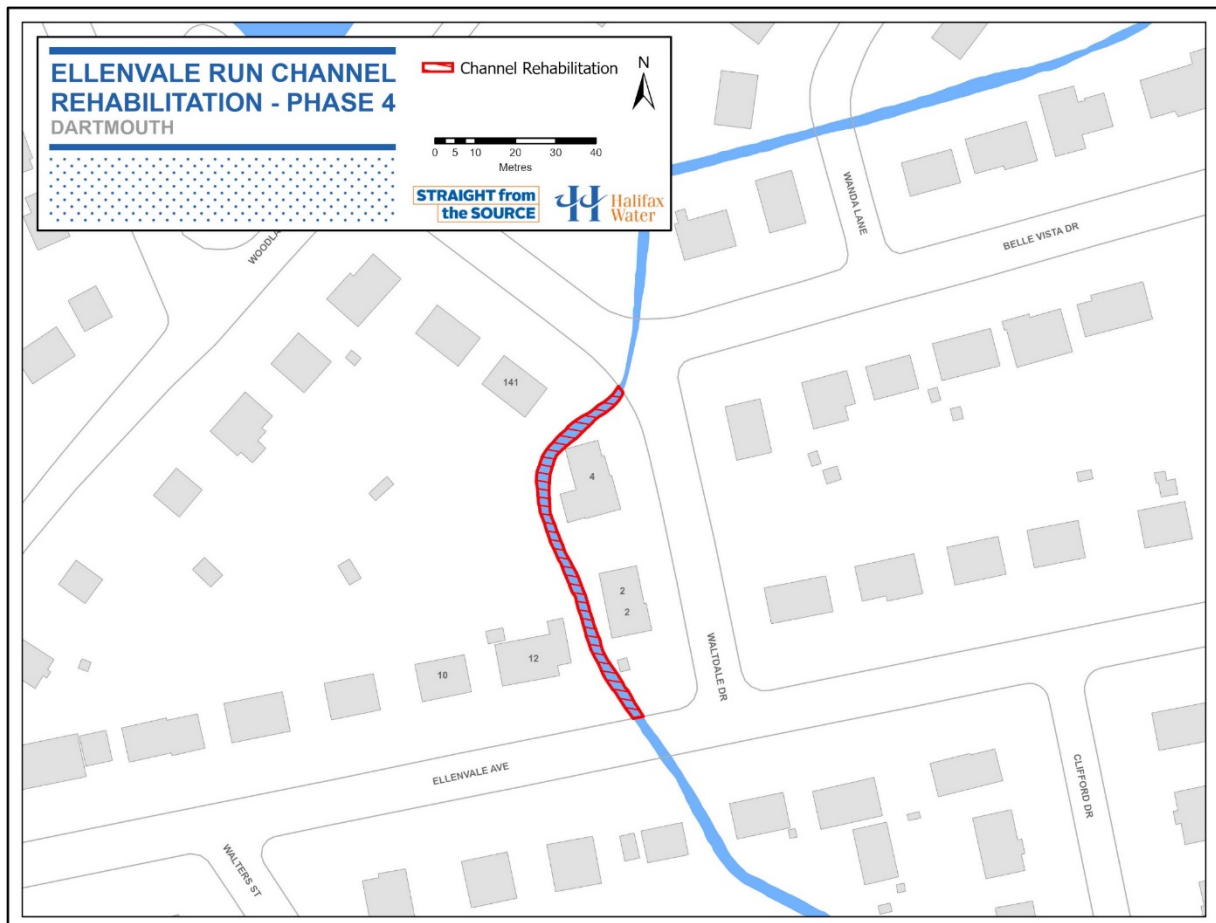 ELLENVALE RUN CHANNEL
REHABILITATION - PHASE 4
DARTMOUTH
Channel Rehabilitation
N
0 5 10 20 30 40
Metres
STRAIGHT from
the SOURCE
Halifax
Water
WANDA LANE
BELLE VISTA DR
141
4
2
2
WALTDALE DR
12
10
ELLENVALE AVE
CLIFFORD DR
WALTERS ST